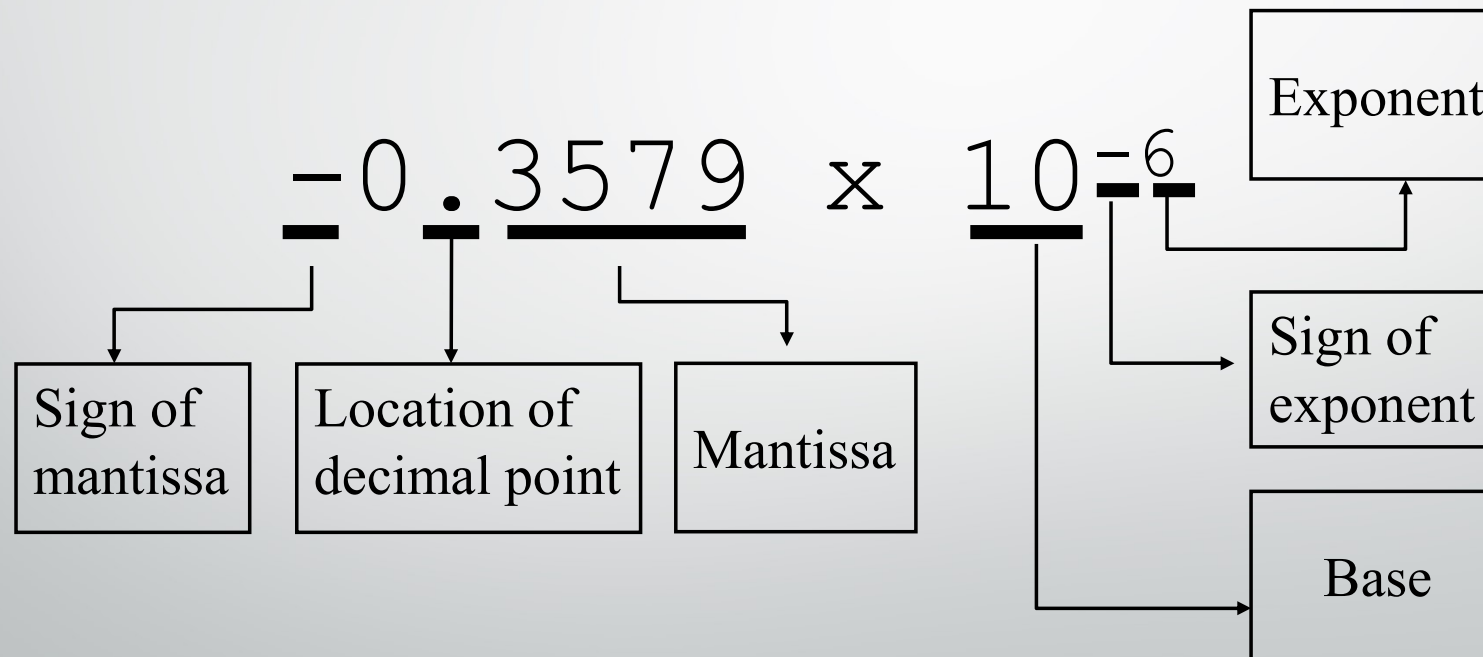 Exponent
-0.3579 x 10-6
Sign of
exponent
Sign of
mantissa
Location of
decimal point
Mantissa
Base